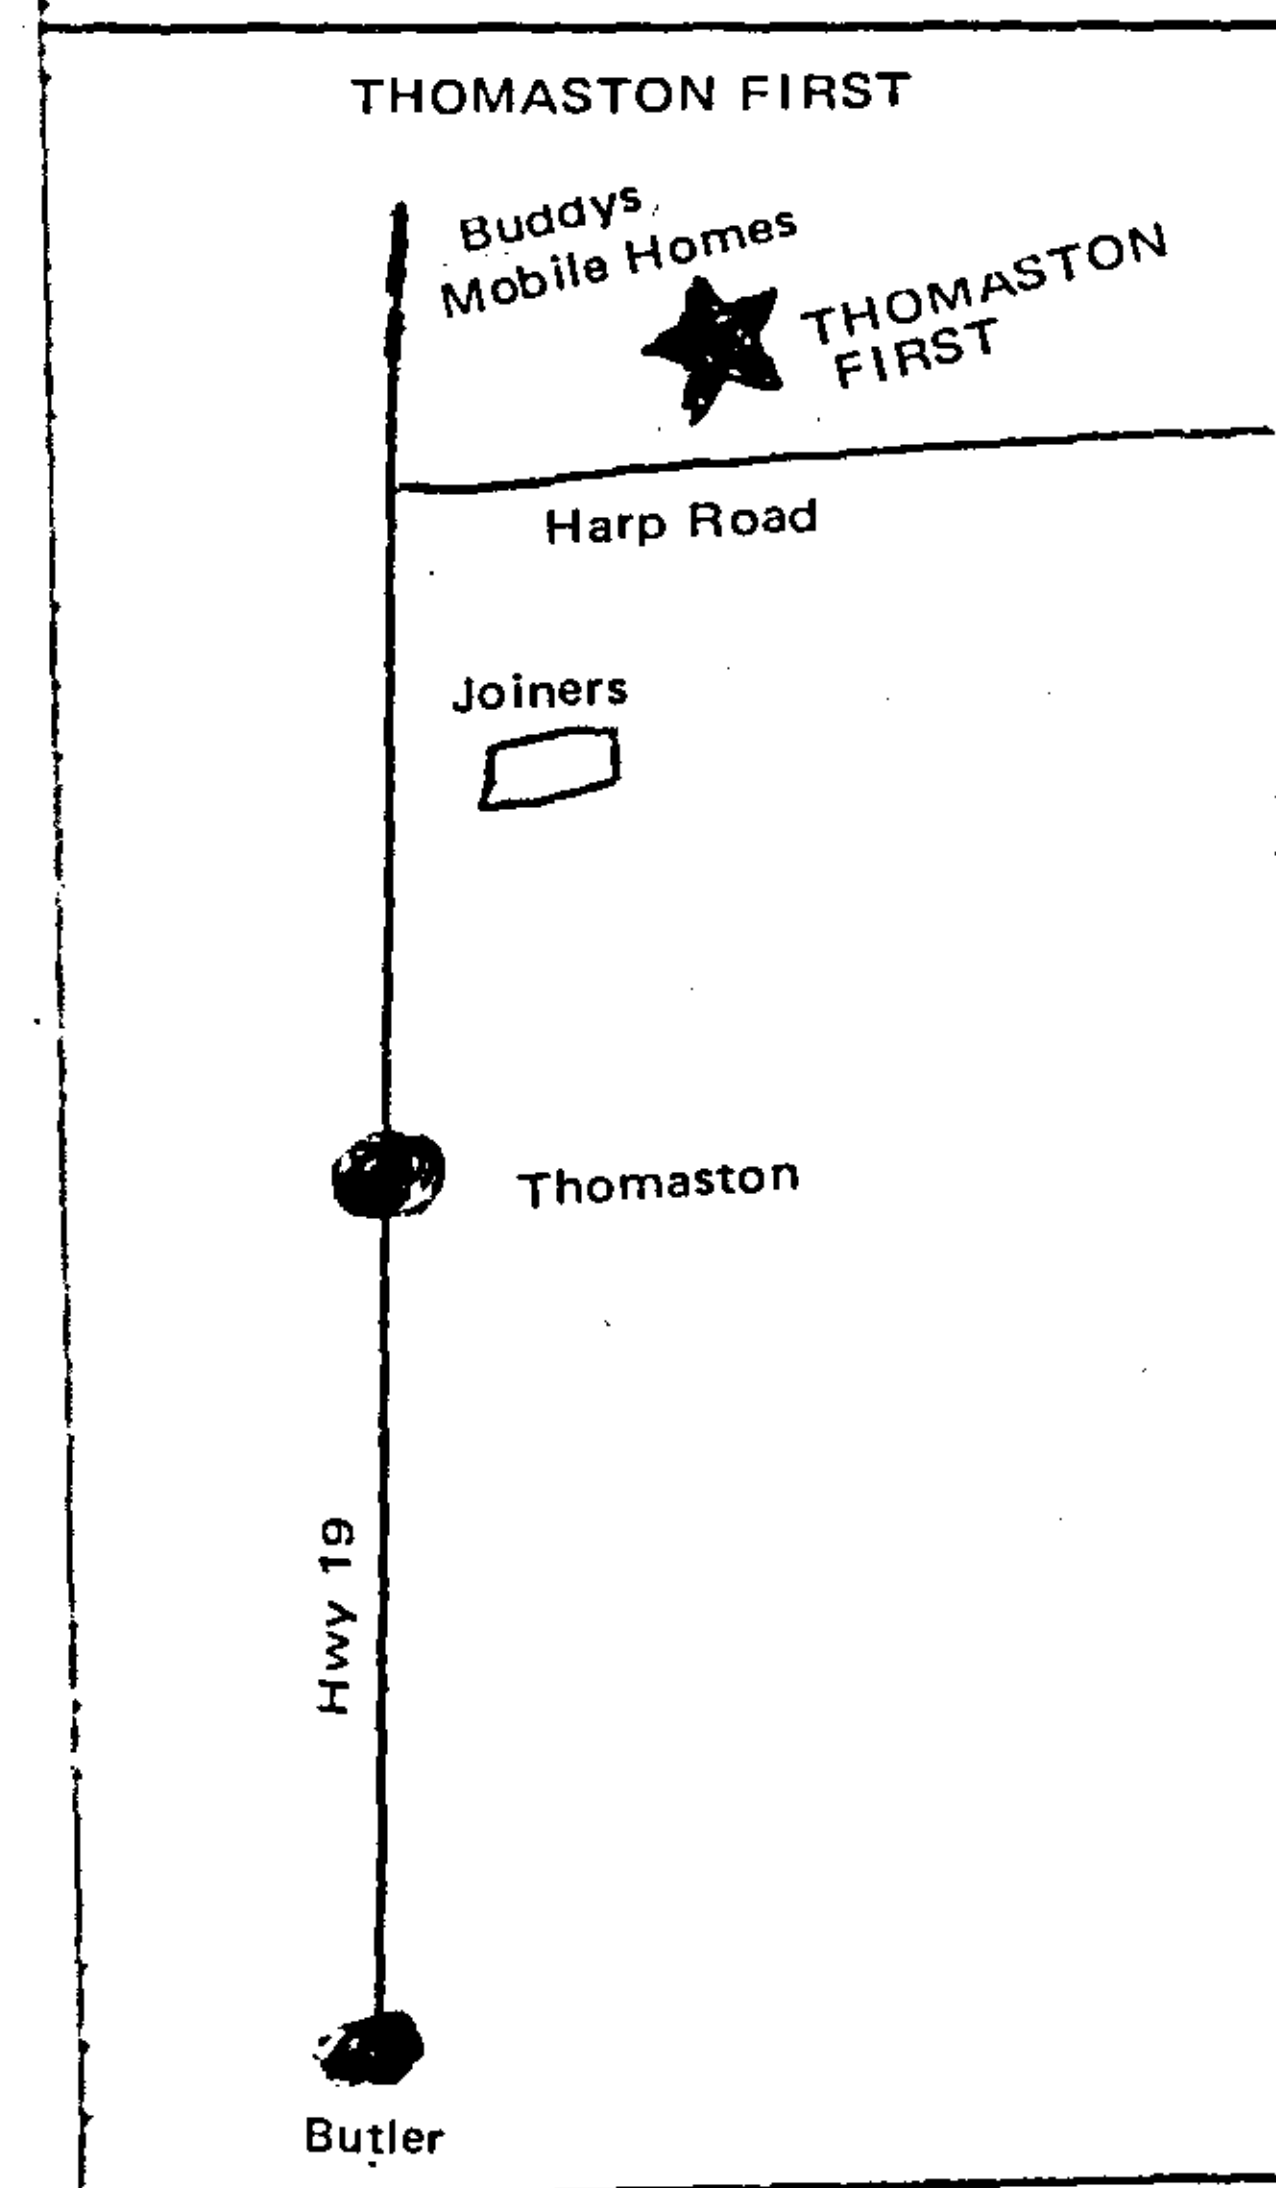 THOMASTON FIRST
Buddys
Mobile Homes
THOMASTON
FIRST
Harp Road
Joiners
Thomaston
Hwy 19
Butler